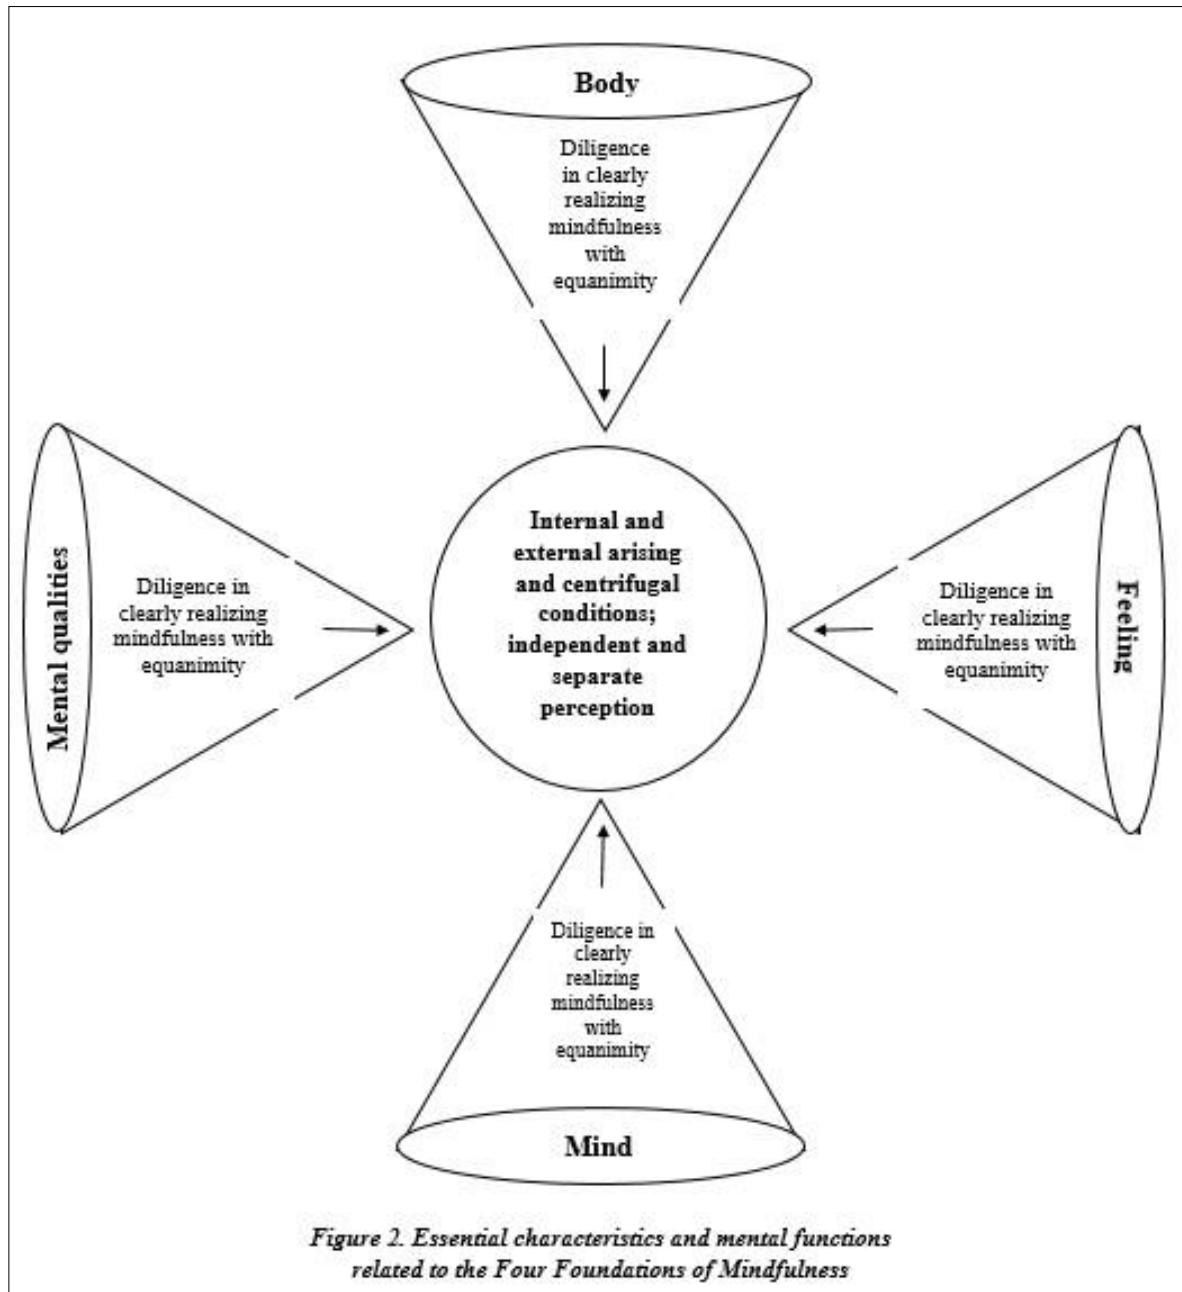 Body
Diligence
in clearly
realizing
mindfulness
with
equanimity
Mental qualities
Diligence in
clearly realizing
mindfulness with
equanimity
Internal and
external arising
and centrifugal
conditions;
independent and
separate
perception
Diligence in
clearly realizing
mindfulness with
equanimity
Feeling
Diligence in
clearly
realizing
mindfulness
with
equanimity
Mind
Figure 2. Essential characteristics and mental functions
related to the Four Foundations of Mindfulness